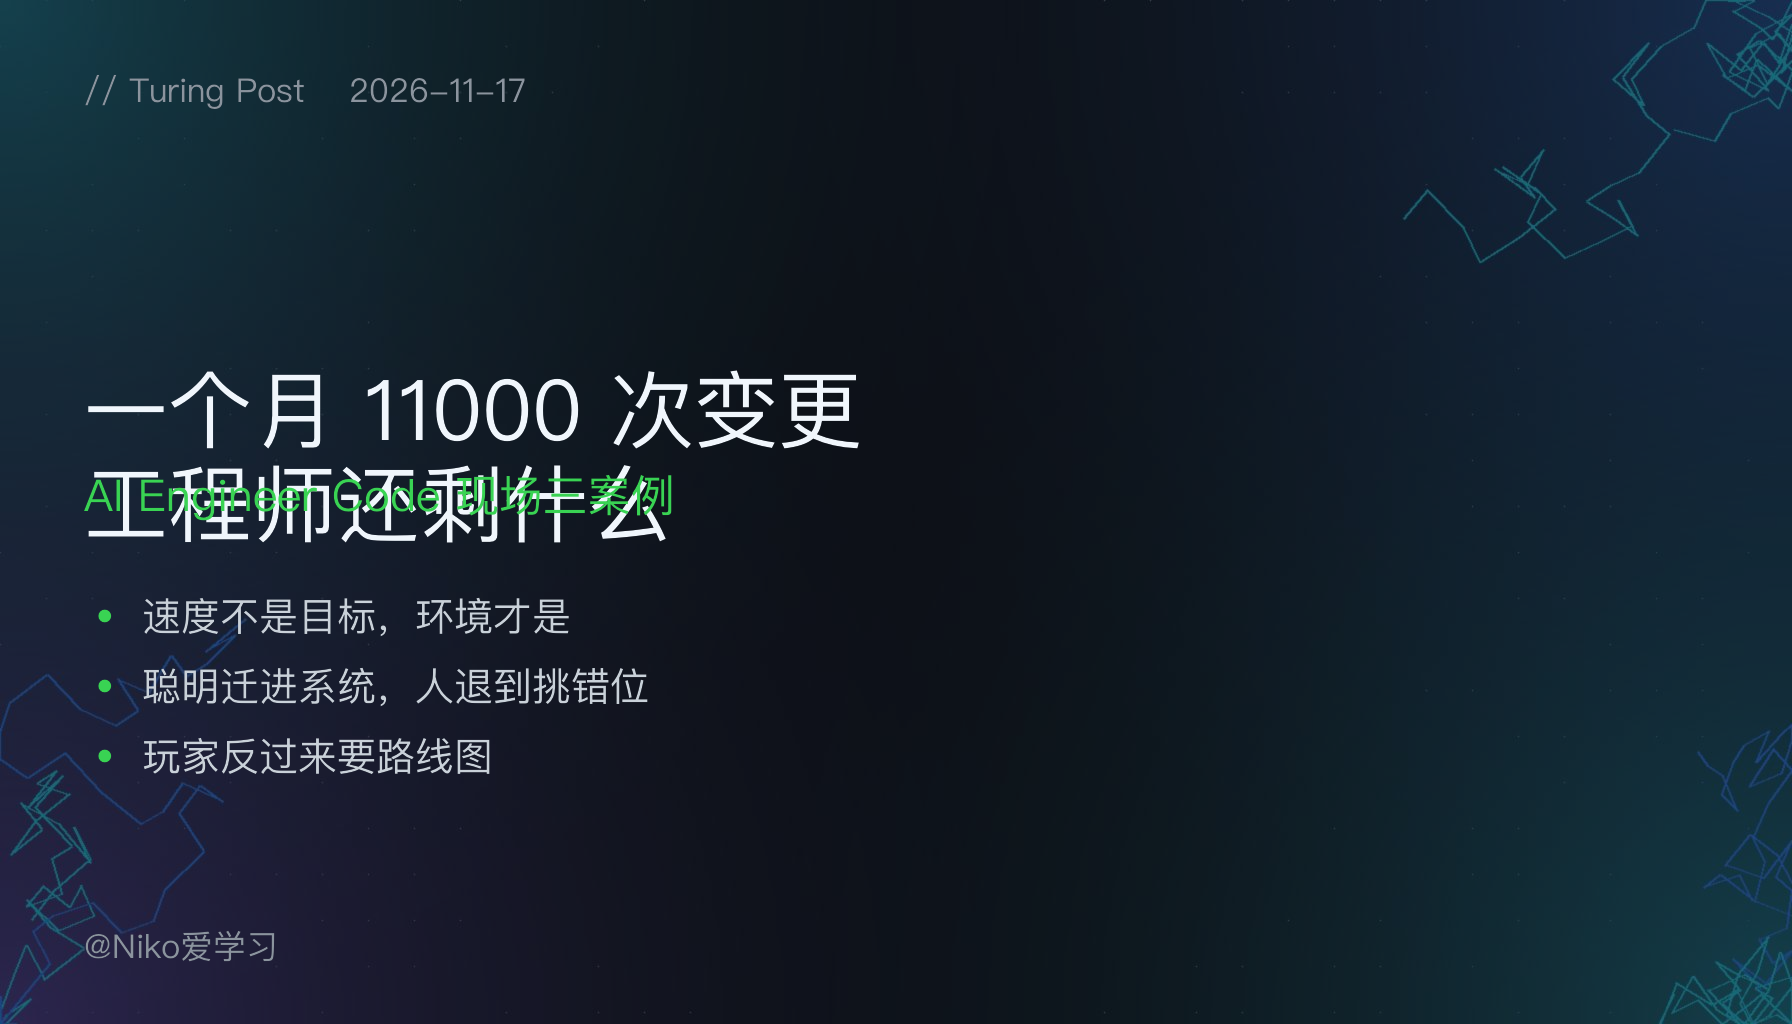 // Turing Post 2026-11-17
一个月 11000 次变更
工程师还剩什么
AI Engineer Code 现场三案例
• 速度不是目标，环境才是
• 聪明迁进系统，人退到挑错位
• 玩家反过来要路线图
@Niko爱学习